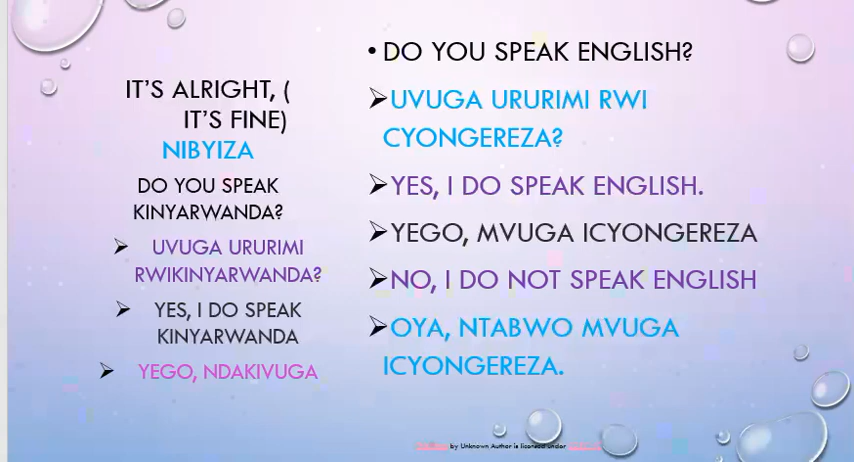 IT'S ALRIGHT, (
IT'S FINE)
NIBYIZA
DO YOU SPEAK
KINYARWANDA?
➢ UVUGA URURIMI
RWIKINYARWANDA?
➢ YES, I DO SPEAK
KINYARWANDA
➢ YEGO, NDAKIVUGA
• DO YOU SPEAK ENGLISH?
➢UVUGA URURIMI RWI
CYONGEREZA?
➢YES, I DO SPEAK ENGLISH.
➢YEGO, MVUGA ICYONGEREZA
➢NO, I DO NOT SPEAK ENGLISH
➢OYA, NTABWO MVUGA
ICYONGEREZA.
by Unknown Author is licensed under